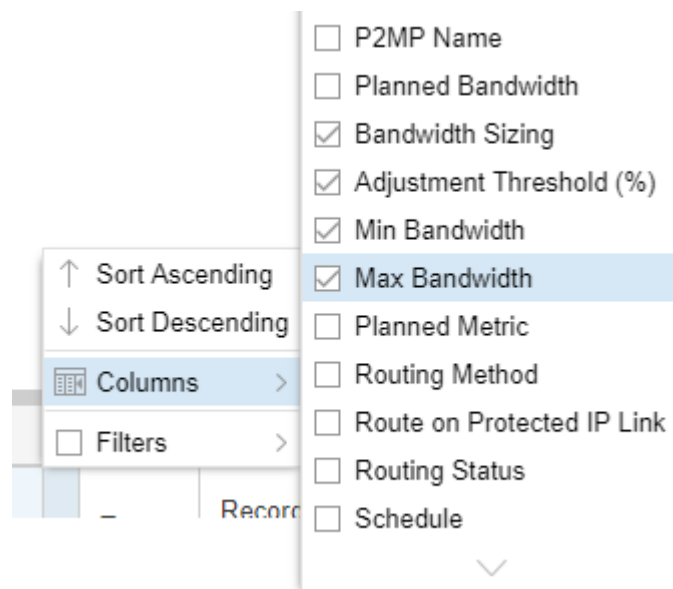 Sort Ascending
Sort Descending
Columns
Filters
P2MP Name
Planned Bandwidth
Bandwidth Sizing
Adjustment Threshold (%)
Min Bandwidth
Max Bandwidth
Planned Metric
Routing Method
Route on Protected IP Link
Routing Status
Schedule
Record